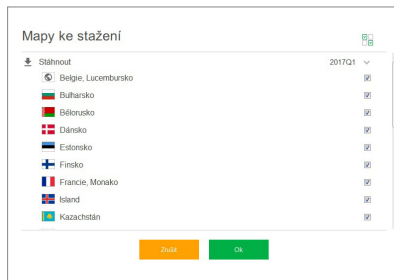 Mapy ke stažení
Stáhnout 2017Q1
Belgie, Lucembursko
Bulharsko
Bělorusko
Dánsko
Estonsko
Finsko
Francie, Monako
Island
Kazachstán
Zrušit Ok